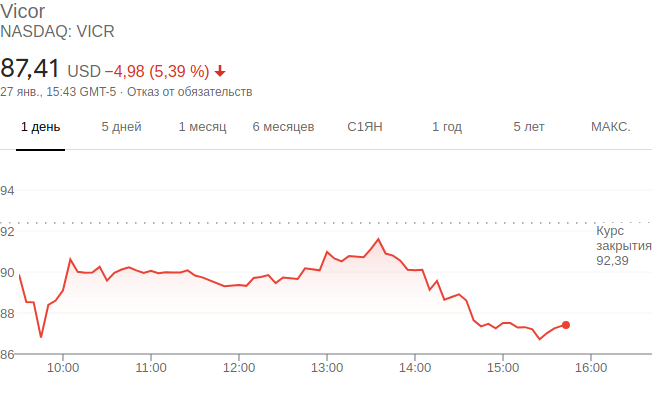 Vicor
NASDAQ: VICR
87,41 USD −4,98 (5,39 %)
27 янв., 15:43 GMT-5 · Отказ от обязательств
1 день 5 дней 1 месяц 6 месяцев С1ЯН 1 год 5 лет МАКС.
94
92
Курс
закрытия
92,39
90
88
86
10:00 11:00 12:00 13:00 14:00 15:00 16:00